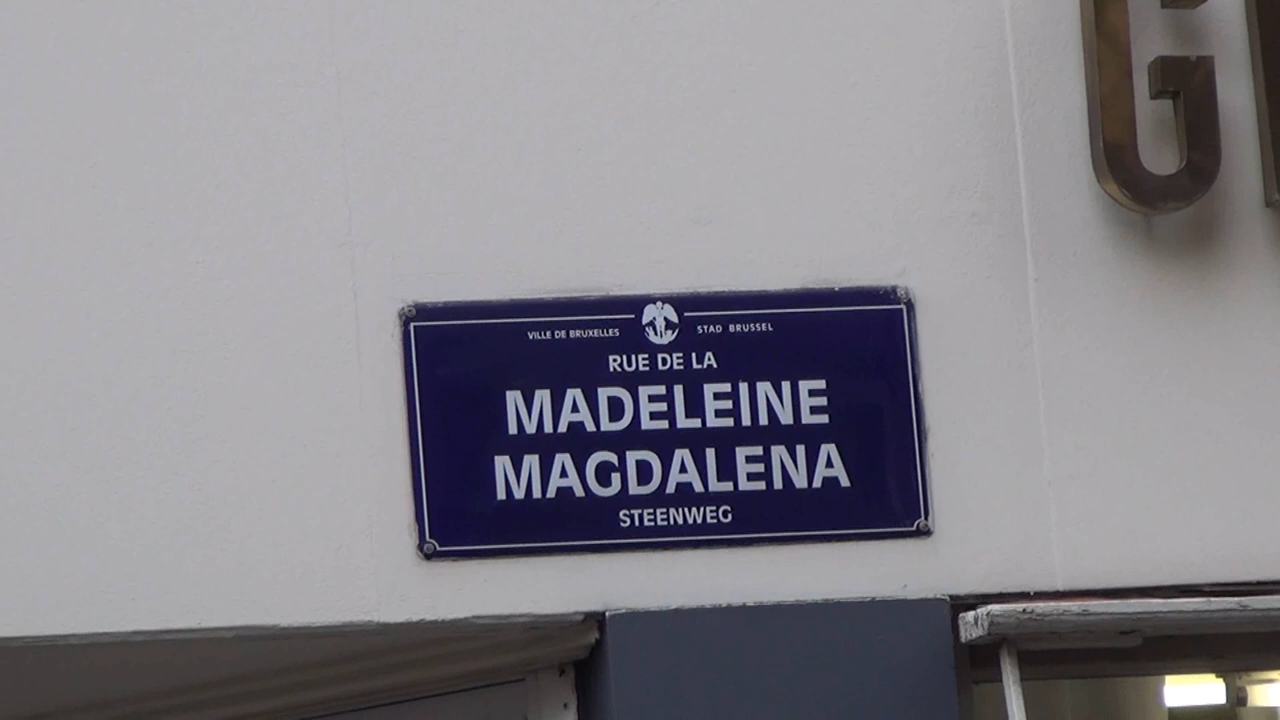 G
VILLE DE BRUXELLES STAD BRUSSEL
RUE DE LA
MADELEINE
MAGDALENA
STEENWEG